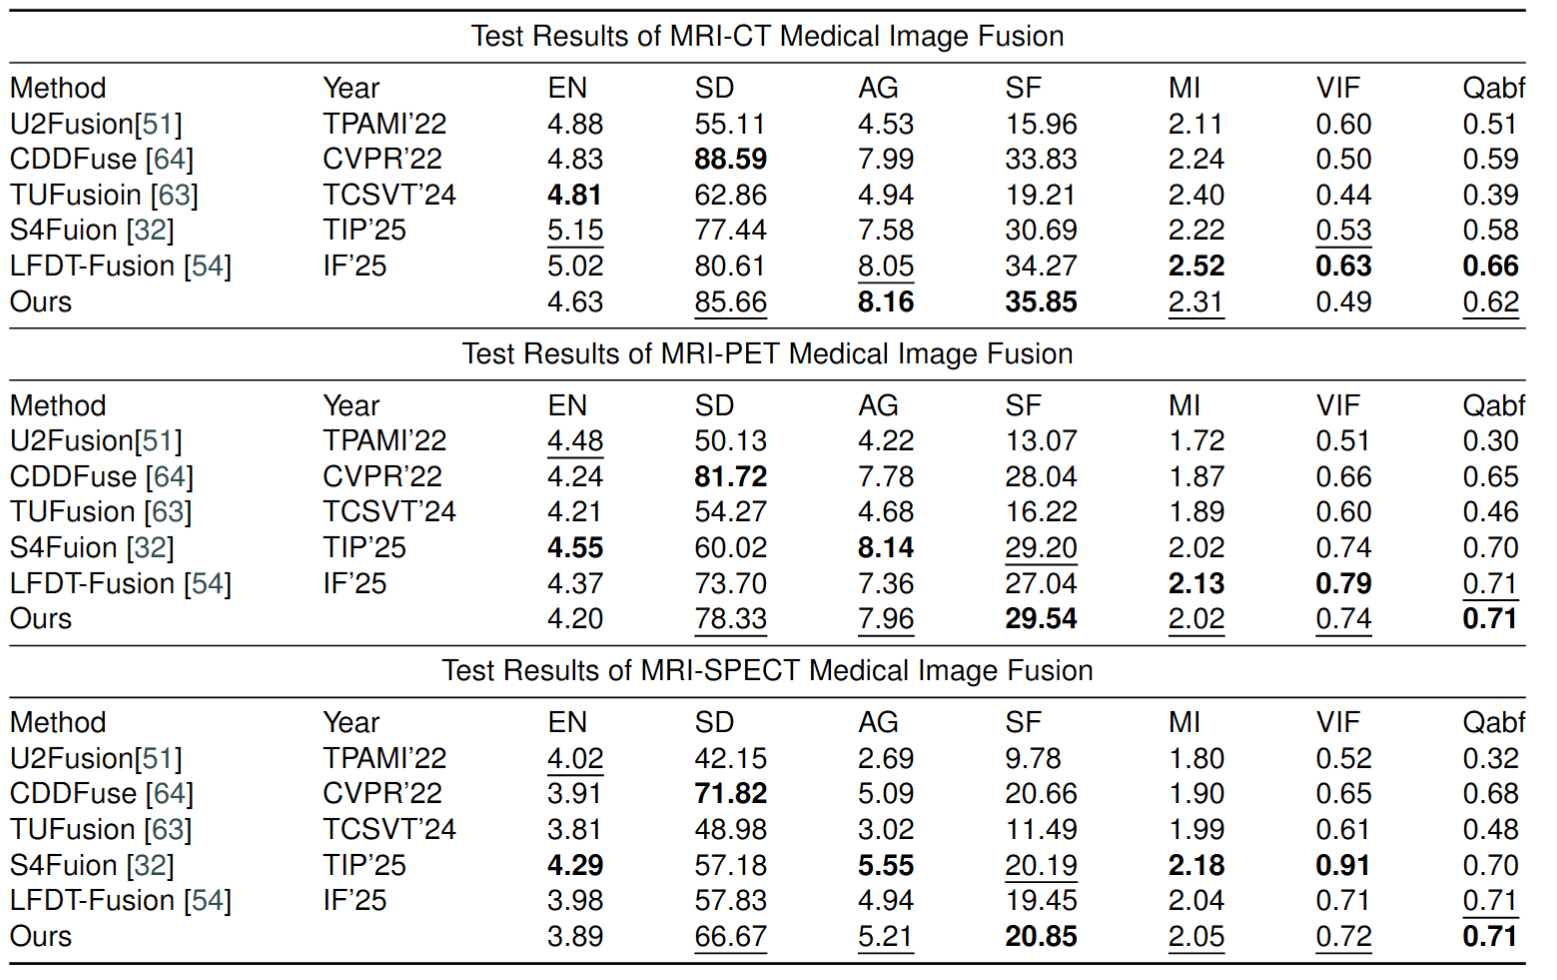 Test Results of MRI-CT Medical Image Fusion
Method Year EN SD AG SF MI VIF Qabf
U2Fusion[51] TPAMI'22 4.88 55.11 4.53 15.96 2.11 0.60 0.51
CDDFuse [64] CVPR'22 4.83 88.59 7.99 33.83 2.24 0.50 0.59
TUFusioin [63] TCSVT'24 4.81 62.86 4.94 19.21 2.40 0.44 0.39
S4Fuion [32] TIP'25 5.15 77.44 7.58 30.69 2.22 0.53 0.58
LFDT-Fusion [54] IF'25 5.02 80.61 8.05 34.27 2.52 0.63 0.66
Ours 4.63 85.66 8.16 35.85 2.31 0.49 0.62
Test Results of MRI-PET Medical Image Fusion
Method Year EN SD AG SF MI VIF Qabf
U2Fusion[51] TPAMI'22 4.48 50.13 4.22 13.07 1.72 0.51 0.30
CDDFuse [64] CVPR'22 4.24 81.72 7.78 28.04 1.87 0.66 0.65
TUFusion [63] TCSVT'24 4.21 54.27 4.68 16.22 1.89 0.60 0.46
S4Fuion [32] TIP'25 4.55 60.02 8.14 29.20 2.02 0.74 0.70
LFDT-Fusion [54] IF'25 4.37 73.70 7.36 27.04 2.13 0.79 0.71
Ours 4.20 78.33 7.96 29.54 2.02 0.74 0.71
Test Results of MRI-SPECT Medical Image Fusion
Method Year EN SD AG SF MI VIF Qabf
U2Fusion[51] TPAMI'22 4.02 42.15 2.69 9.78 1.80 0.52 0.32
CDDFuse [64] CVPR'22 3.91 71.82 5.09 20.66 1.90 0.65 0.68
TUFusion [63] TCSVT'24 3.81 48.98 3.02 11.49 1.99 0.61 0.48
S4Fuion [32] TIP'25 4.29 57.18 5.55 20.19 2.18 0.91 0.70
LFDT-Fusion [54] IF'25 3.98 57.83 4.94 19.45 2.04 0.71 0.71
Ours 3.89 66.67 5.21 20.85 2.05 0.72 0.71